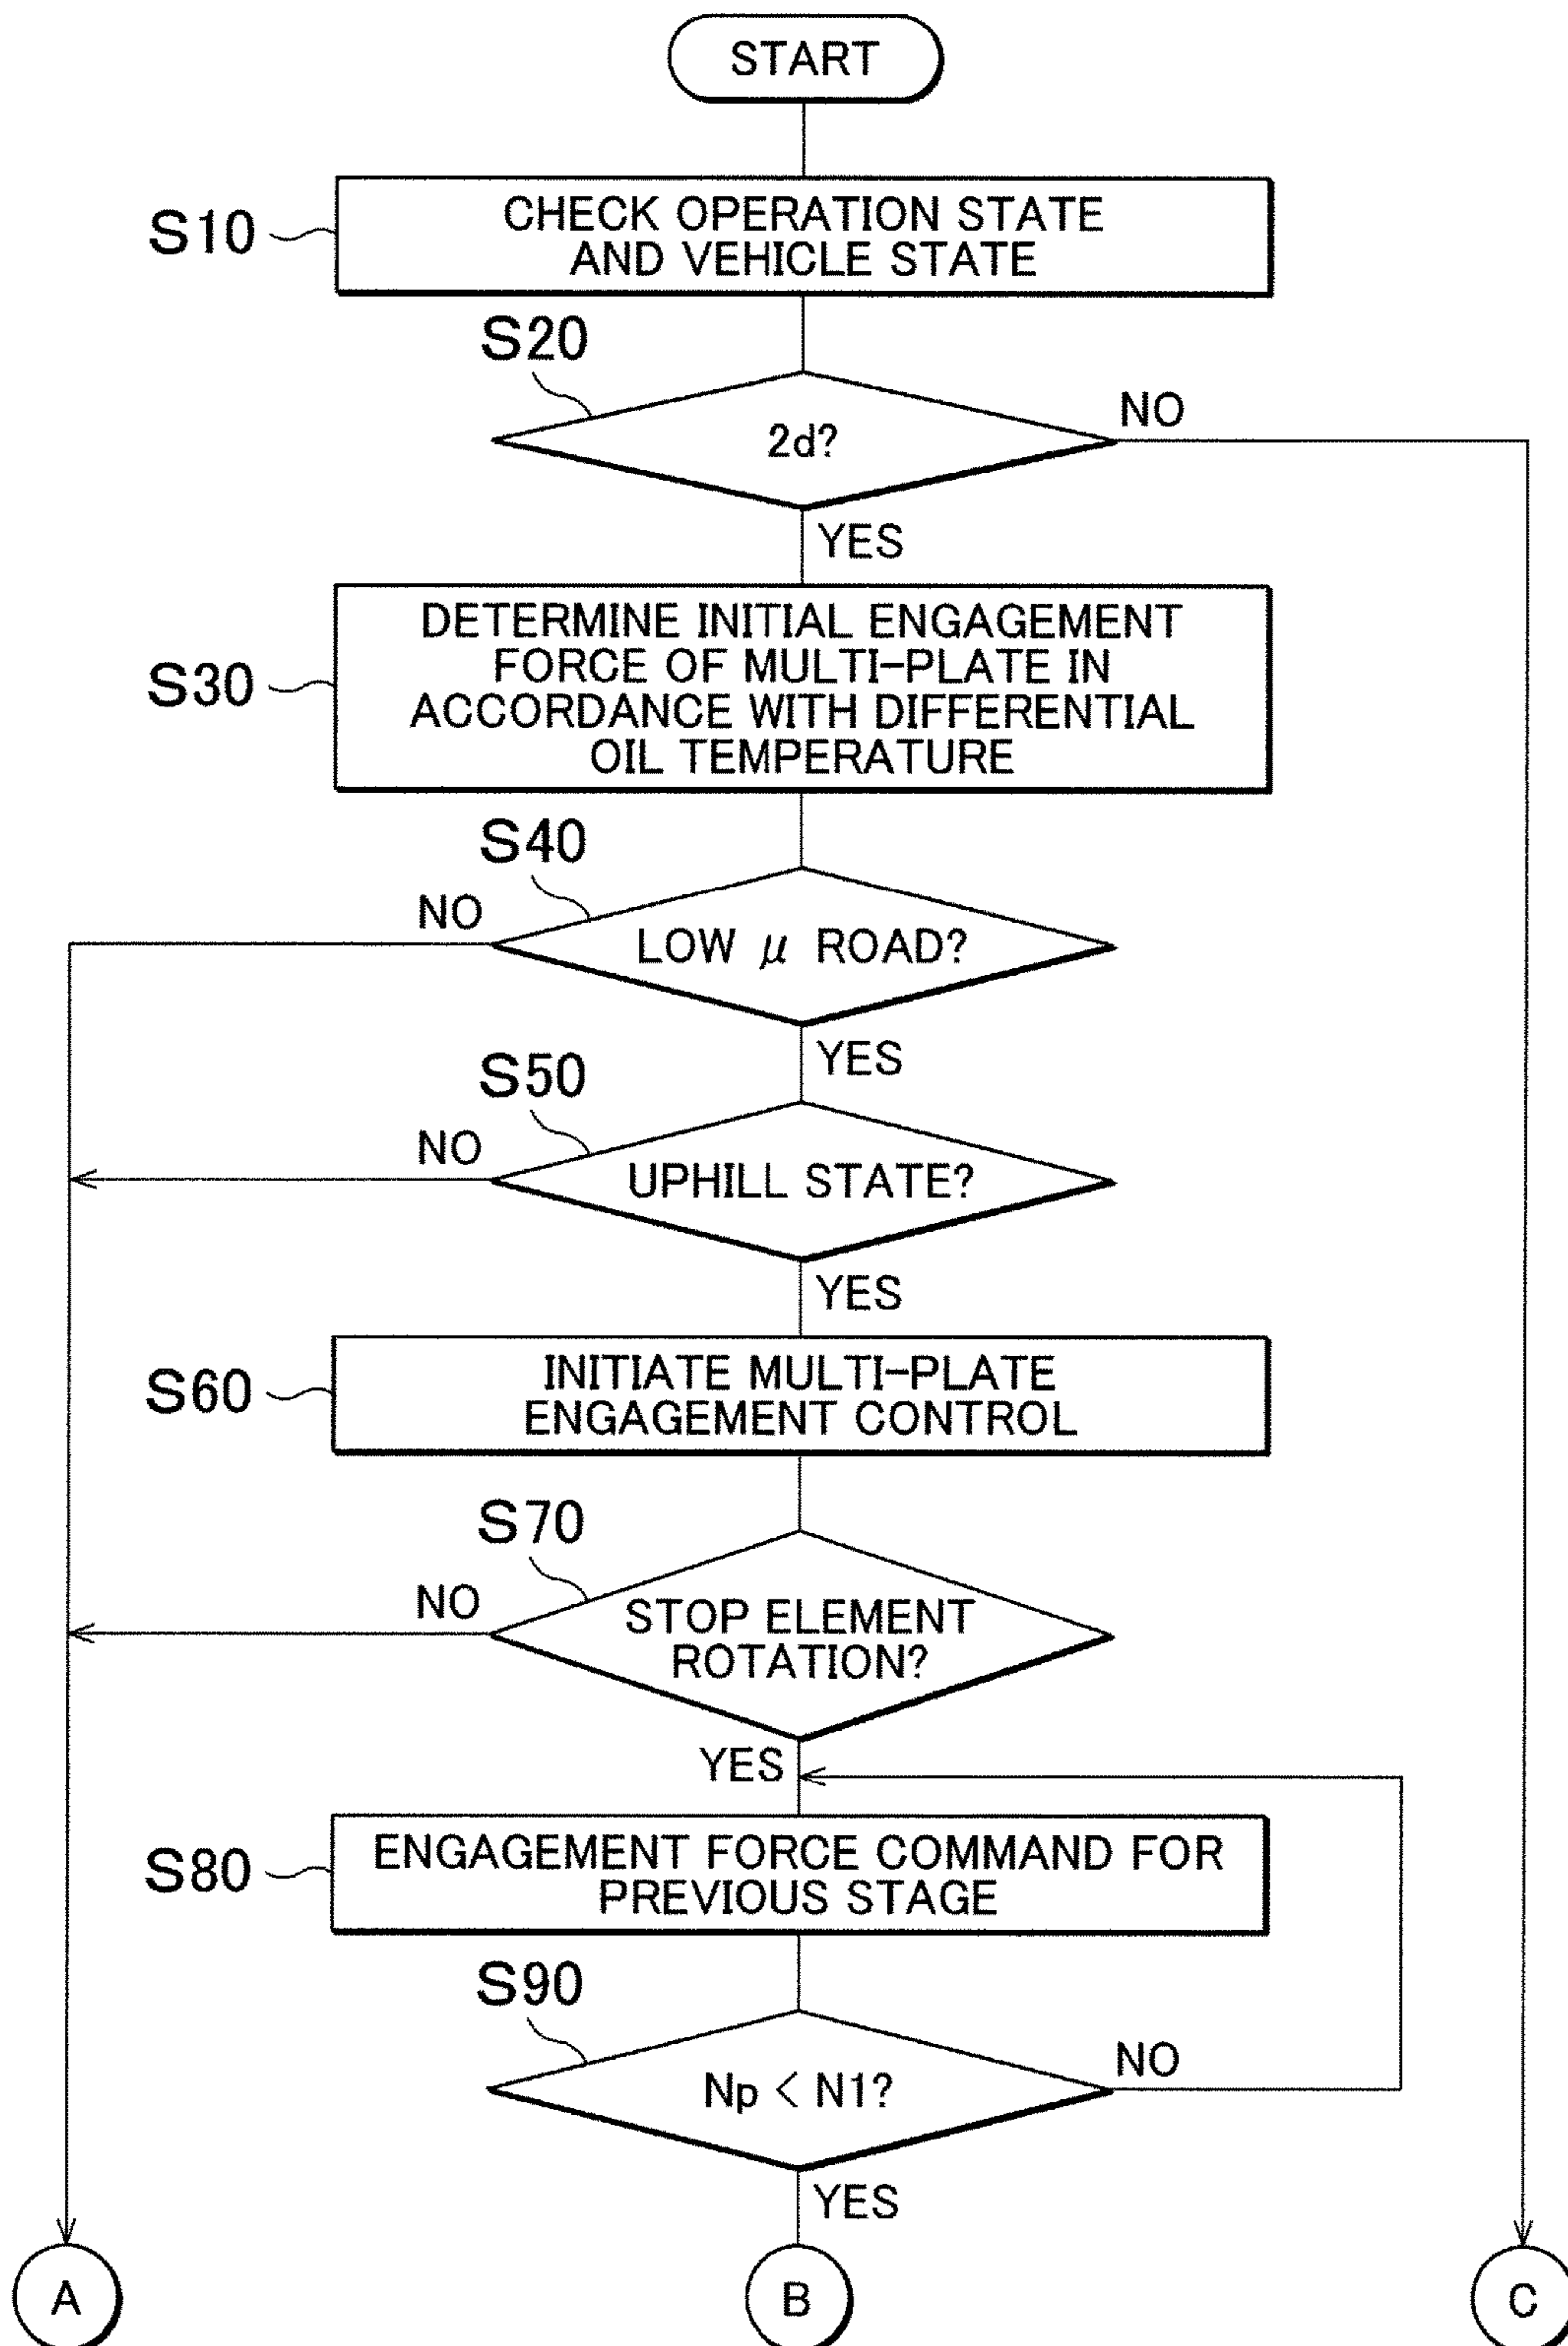 START
S10
CHECK OPERATION STATE
AND VEHICLE STATE
S20
2d?
NO
YES
S30
DETERMINE INITIAL ENGAGEMENT
FORCE OF MULTI-PLATE IN
ACCORDANCE WITH DIFFERENTIAL
OIL TEMPERATURE
S40
NO
LOW μ ROAD?
YES
S50
NO
UPHILL STATE?
YES
S60
INITIATE MULTI-PLATE
ENGAGEMENT CONTROL
S70
NO
STOP ELEMENT
ROTATION?
YES
S80
ENGAGEMENT FORCE COMMAND FOR
PREVIOUS STAGE
S90
Np < N1?
NO
YES
A
B
C